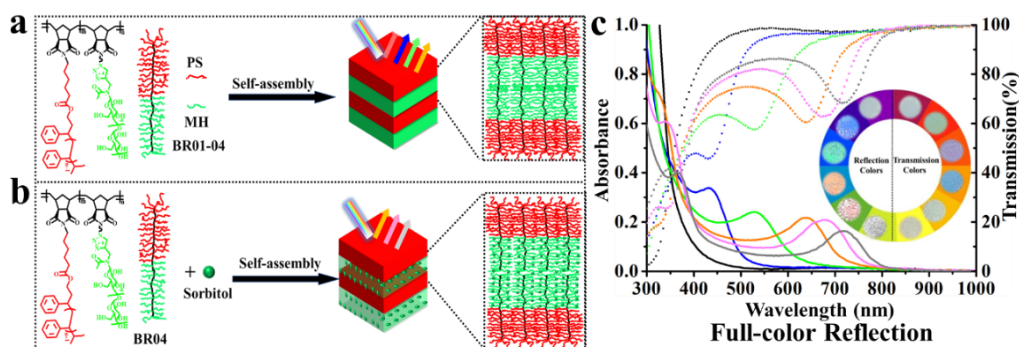 a
PS
MH
BR01-04
Self-assembly
b
BR04
+
Sorbitol
Self-assembly
c
Absorbance
1.0
0.8
0.6
0.4
0.2
0.0
300 400 500 600 700 800 900 1000
Wavelength (nm)
Transmission(%)
100
80
60
40
20
0
Reflection Colors
Transmission Colors
Full-color Reflection